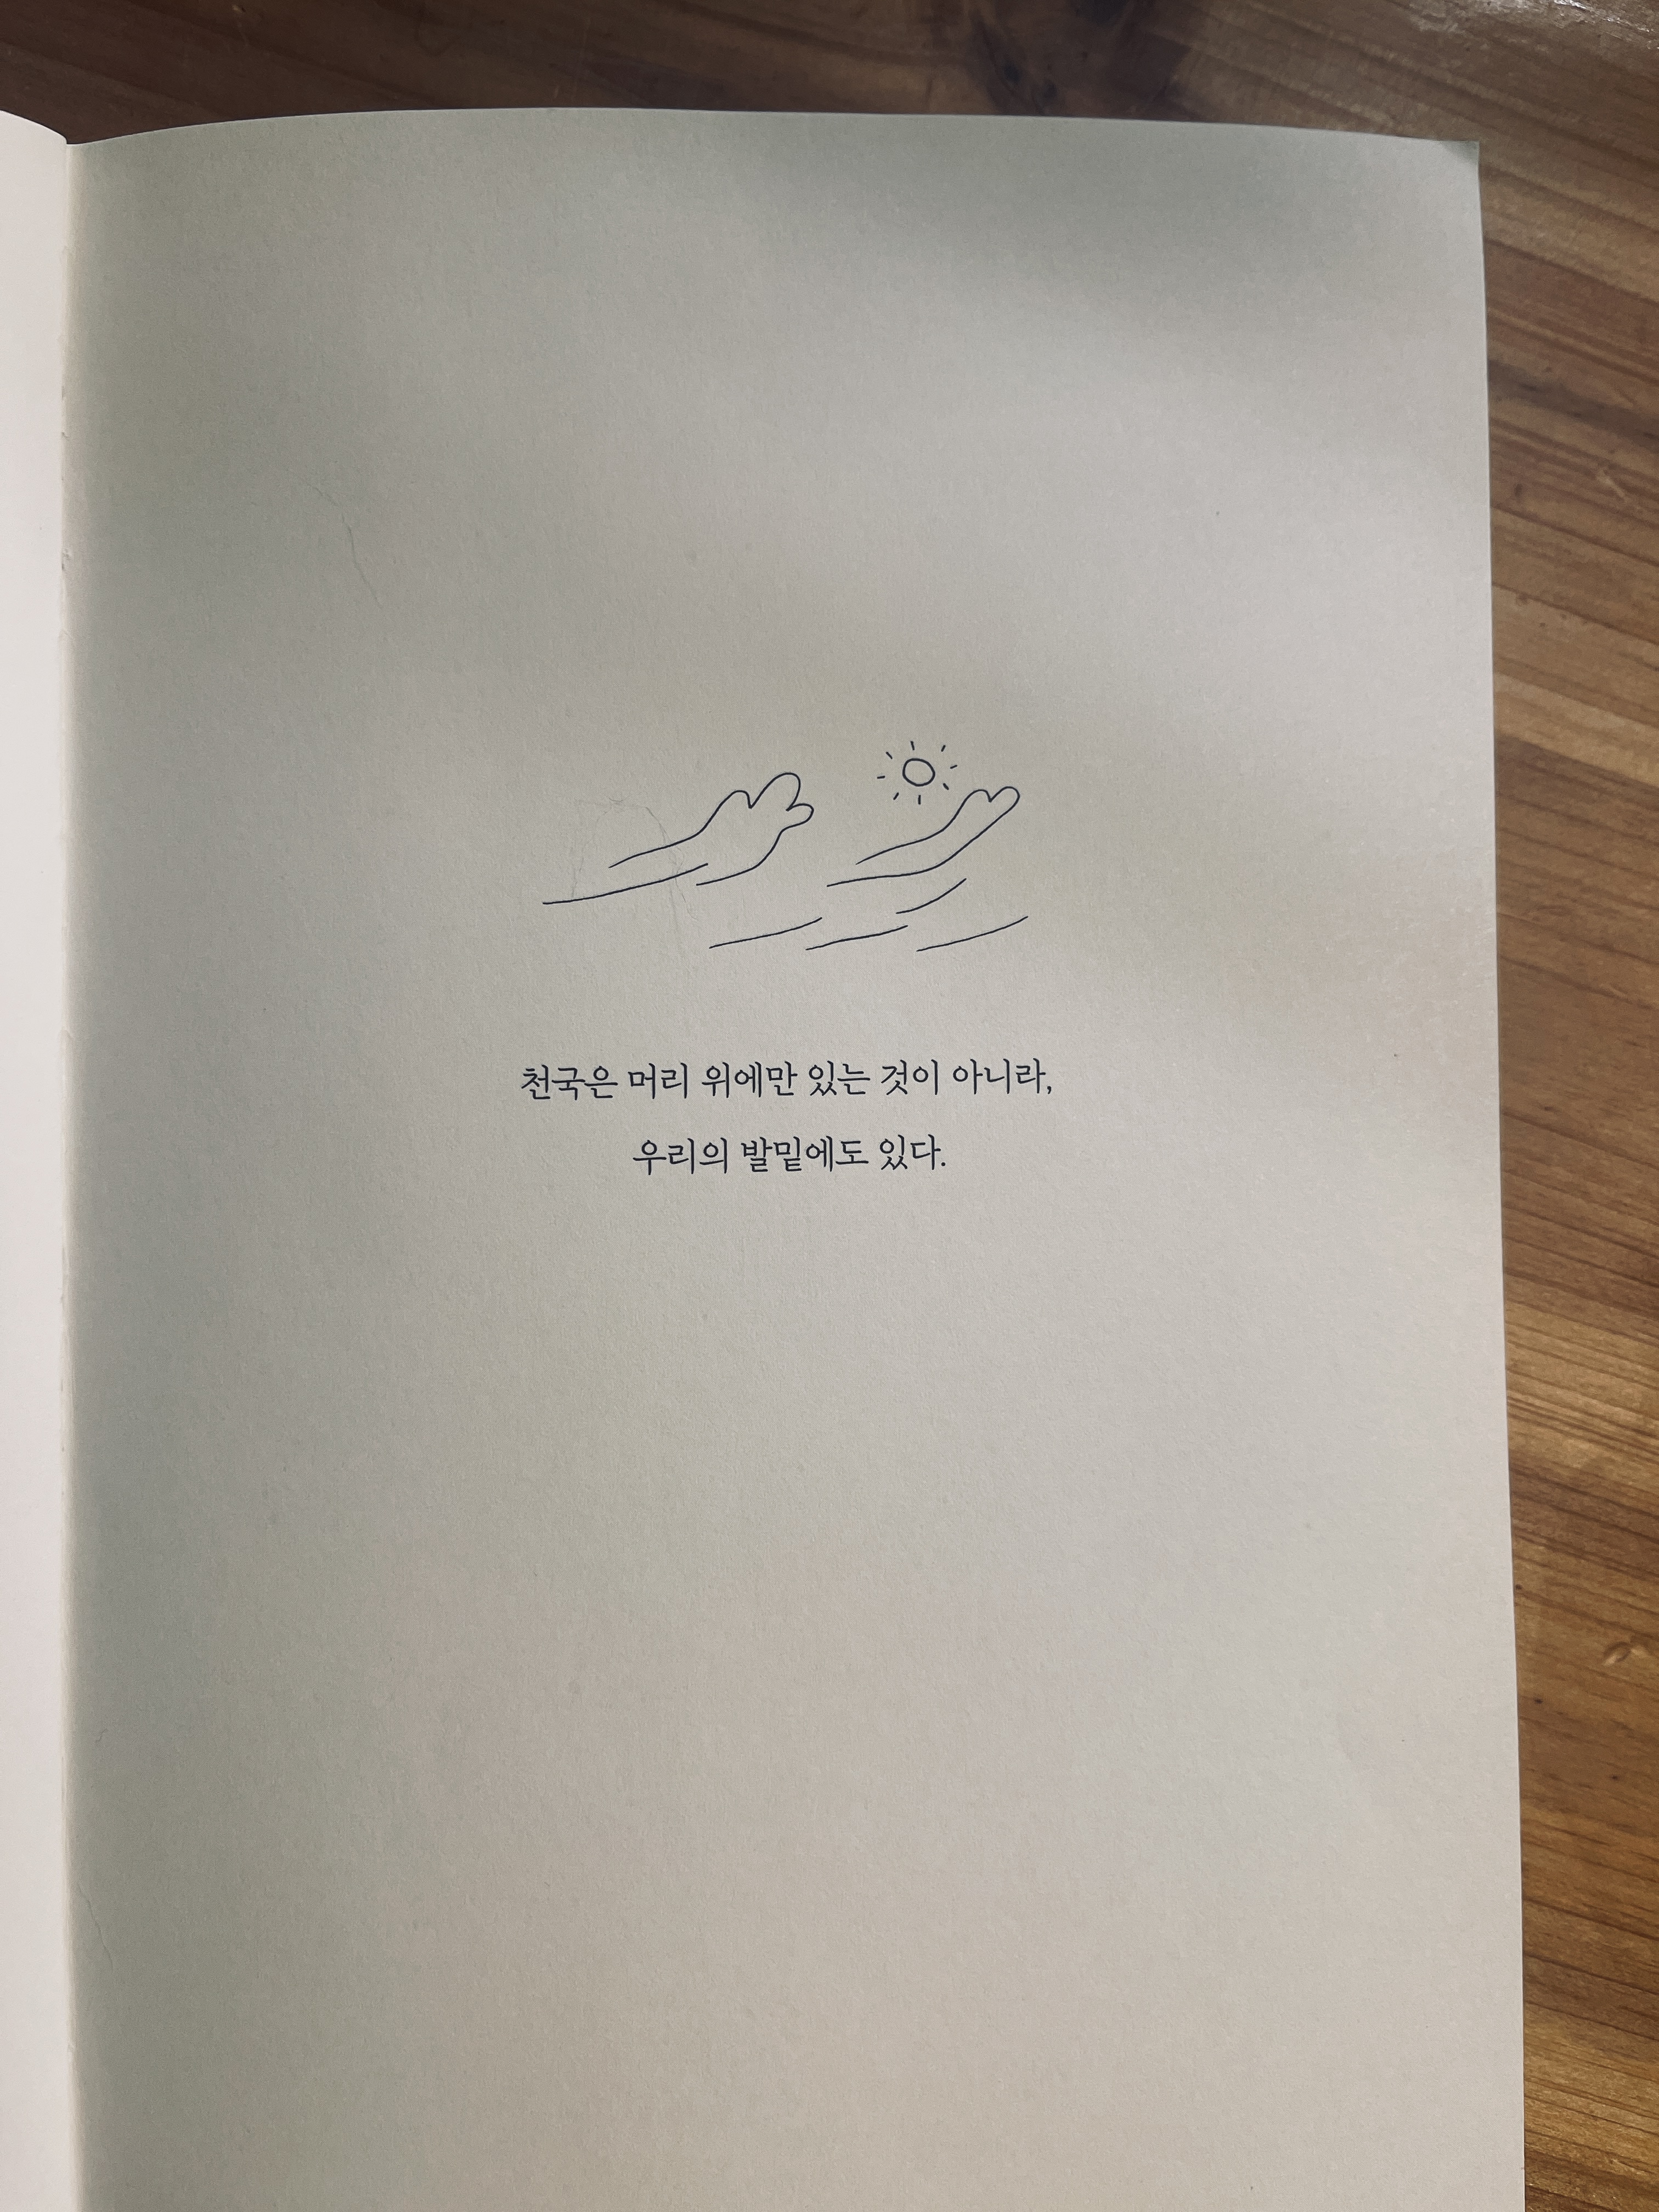 천국은 머리 위에만 있는 것이 아니라,
우리의 발밑에도 있다.